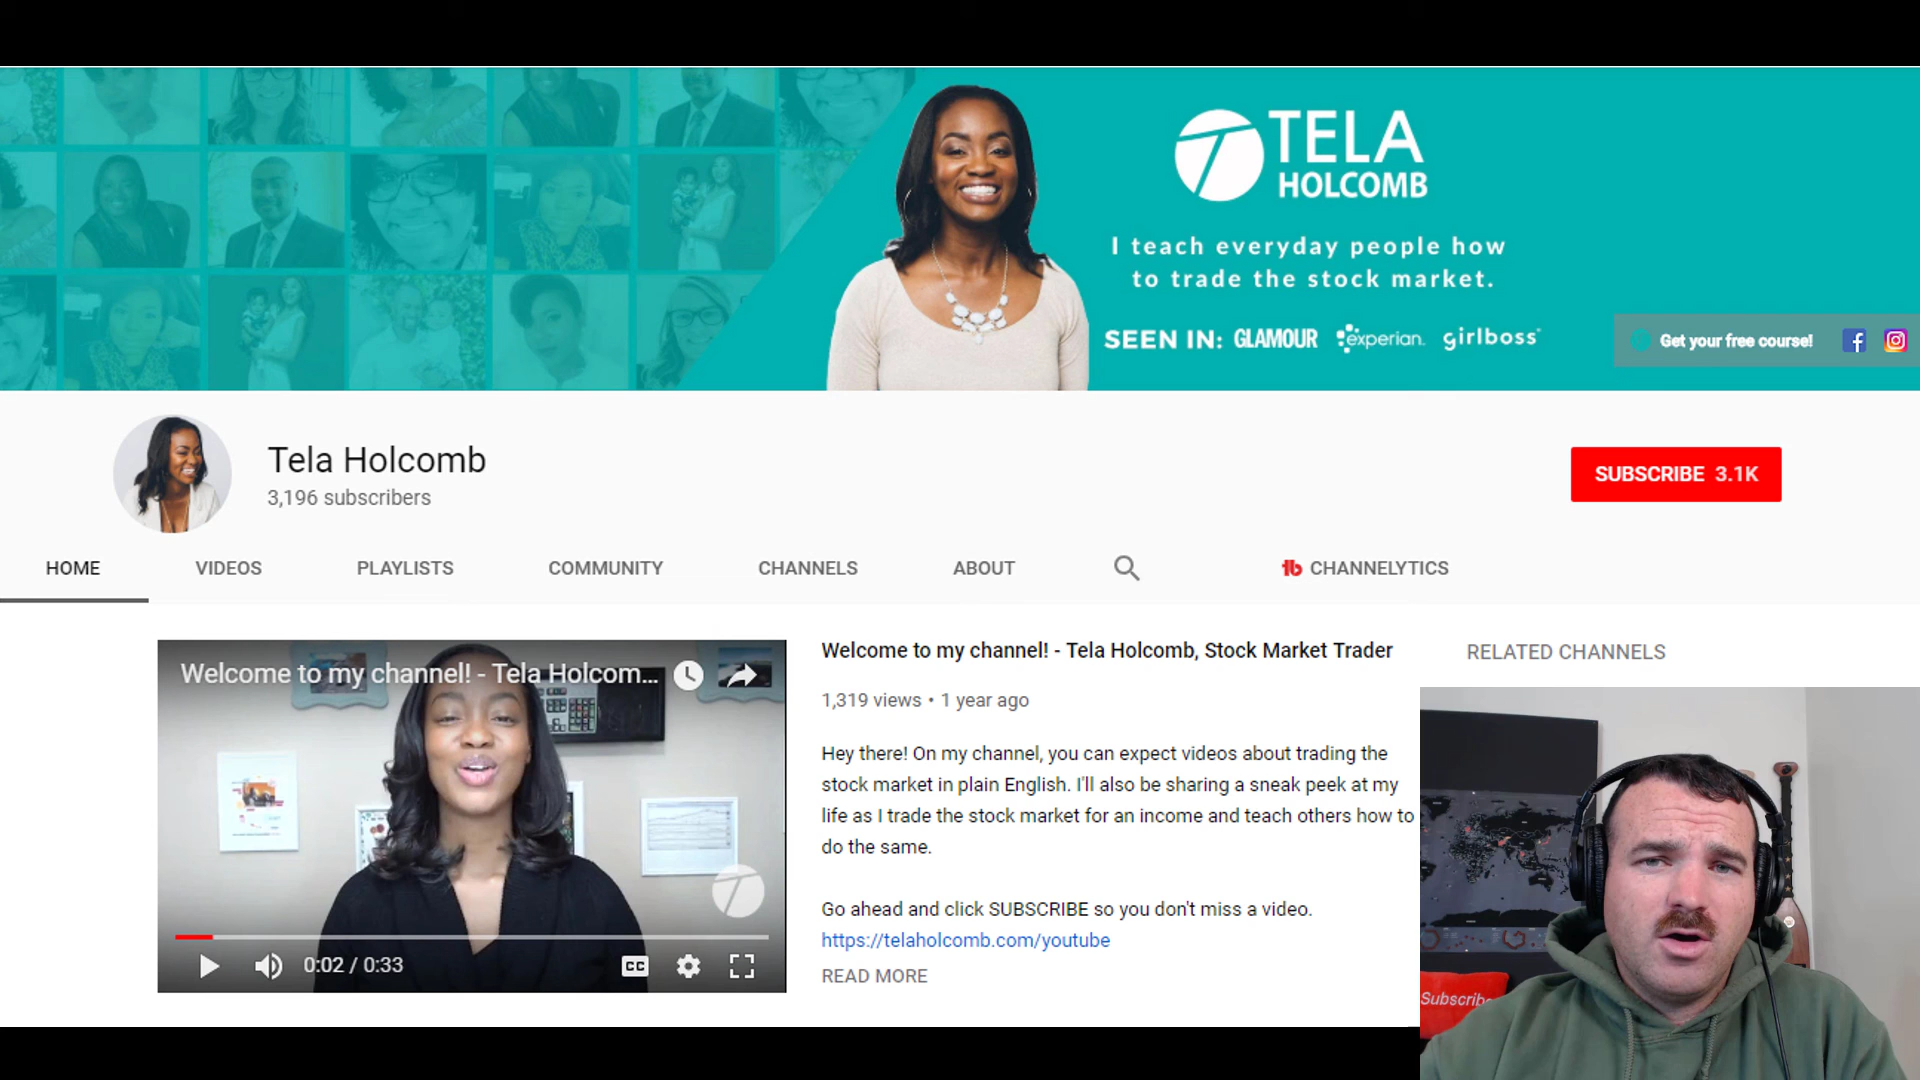 TELA
HOLCOMB
I teach everyday people how
to trade the stock market.
SEEN IN: GLAMOUR experian. girlboss
Get your free course!
Tela Holcomb
3,196 subscribers
SUBSCRIBE 3.1K
HOME VIDEOS PLAYLISTS COMMUNITY CHANNELS ABOUT CHANNELYTICS
Welcome to my channel! - Tela Holcom...
0:02 / 0:33
CC
Welcome to my channel! - Tela Holcomb, Stock Market Trader
1,319 views • 1 year ago
Hey there! On my channel, you can expect videos about trading the
stock market in plain English. I'll also be sharing a sneak peek at my
life as I trade the stock market for an income and teach others how to
do the same.
Go ahead and click SUBSCRIBE so you don't miss a video.
https://telaholcomb.com/youtube
READ MORE
RELATED CHANNELS
Subscribe